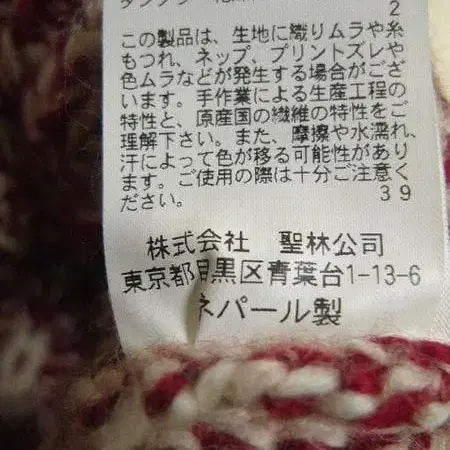 2
この製品は、生地に織りムラや糸
もつれ、ネップ、プリントズレや
色ムラなどが発生する場合がござ
います。手作業による生産工程の
特性と、原産国の繊維の特性をご
理解下さい。また、摩擦や水濡れ、
汗によって色が移る可能性があり
ます。ご使用の際は十分ご注意く
ださい。 39
株式会社 聖林公司
東京都目黒区青葉台1-13-6
ネパール製